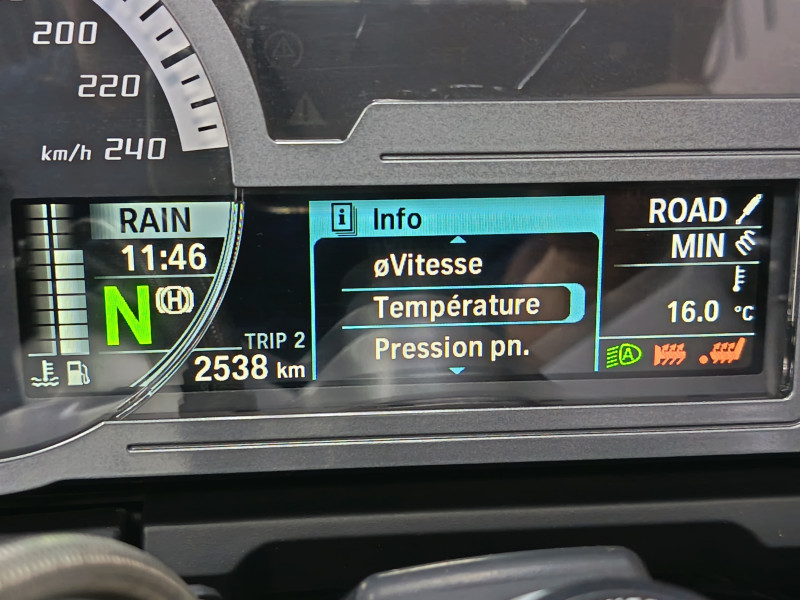 200
220
km/h 240
RAIN
11:46
N (H)
TRIP 2
2538 km
i Info
øVitesse
Température
Pression pn.
ROAD
MIN
16.0 °C
A